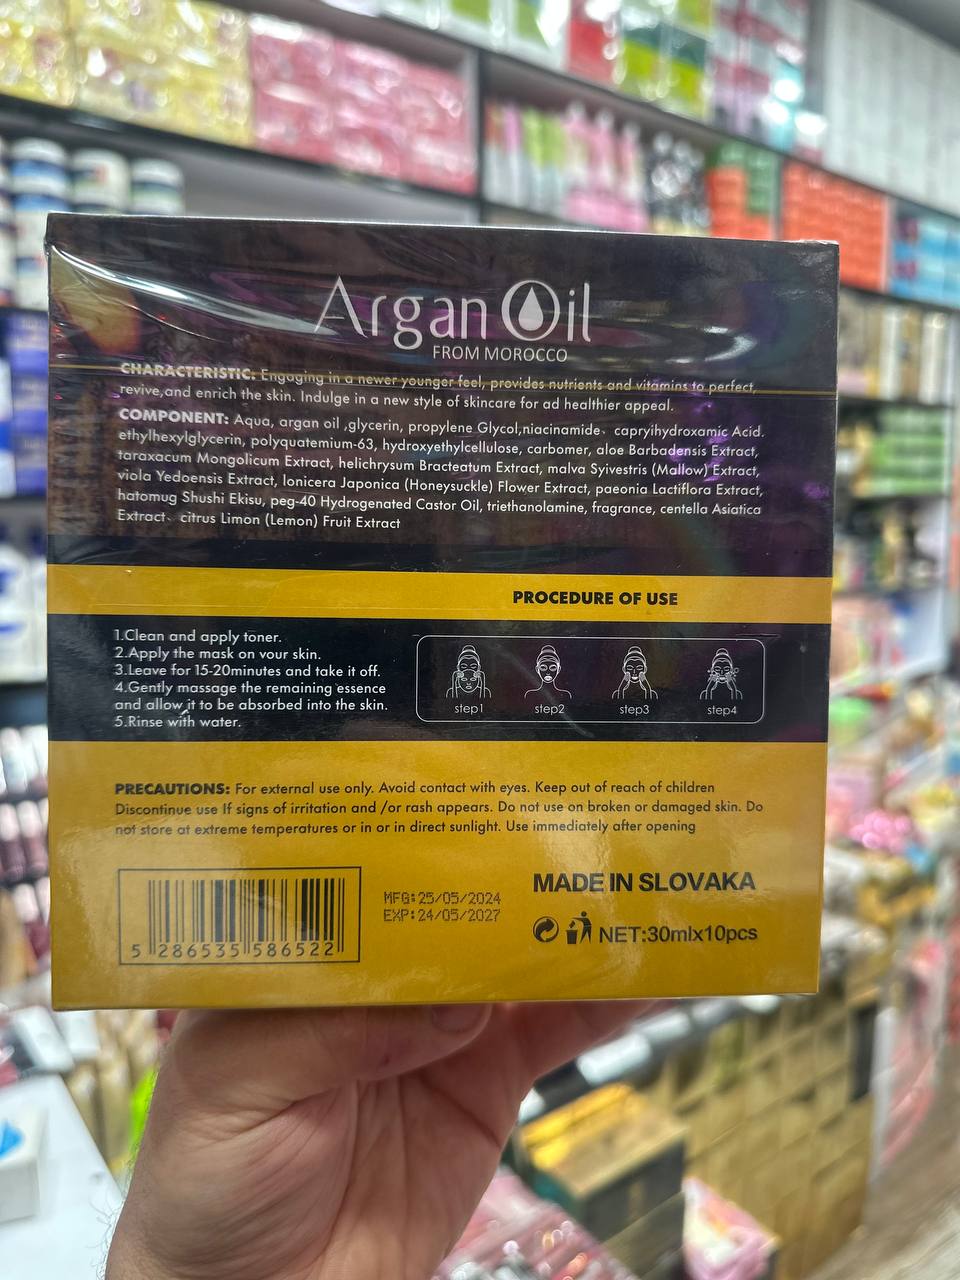 Argan Oil
FROM MOROCCO
CHARACTERISTIC: Engaging in a newer younger feel, provides nutrients and vitamins to perfect,
revive,and enrich the skin. Indulge in a new style of skincare for ad healthier appeal.
COMPONENT: Aqua, argan oil ,glycerin, propylene Glycol,niacinamide、capryihydroxamic Acid.
ethylhexylglycerin, polyquatemium-63, hydroxyethylcellulose, carbomer, aloe Barbadensis Extract,
taraxacum Mongolicum Extract, helichrysum Bracteatum Extract, malva Syivestris (Mallow) Extract,
viola Yedoensis Extract, lonicera Japonica (Honeysuckle) Flower Extract, paeonia Lactiflora Extract,
hatomug Shushi Ekisu, peg-40 Hydrogenated Castor Oil, triethanolamine, fragrance, centella Asiatica
Extract、citrus Limon (Lemon) Fruit Extract
PROCEDURE OF USE
1.Clean and apply toner.
2.Apply the mask on your skin.
3.Leave for 15-20minutes and take it off.
4.Gently massage the remaining essence
and allow it to be absorbed into the skin.
5.Rinse with water.
step1 step2 step3 step4
PRECAUTIONS: For external use only. Avoid contact with eyes. Keep out of reach of children
Discontinue use If signs of irritation and /or rash appears. Do not use on broken or damaged skin. Do
not store at extreme temperatures or in or in direct sunlight. Use immediately after opening
MADE IN SLOVAKA
MFG:25/05/2024
EXP:24/05/2027
NET:30mlx10pcs
5 286535 586522